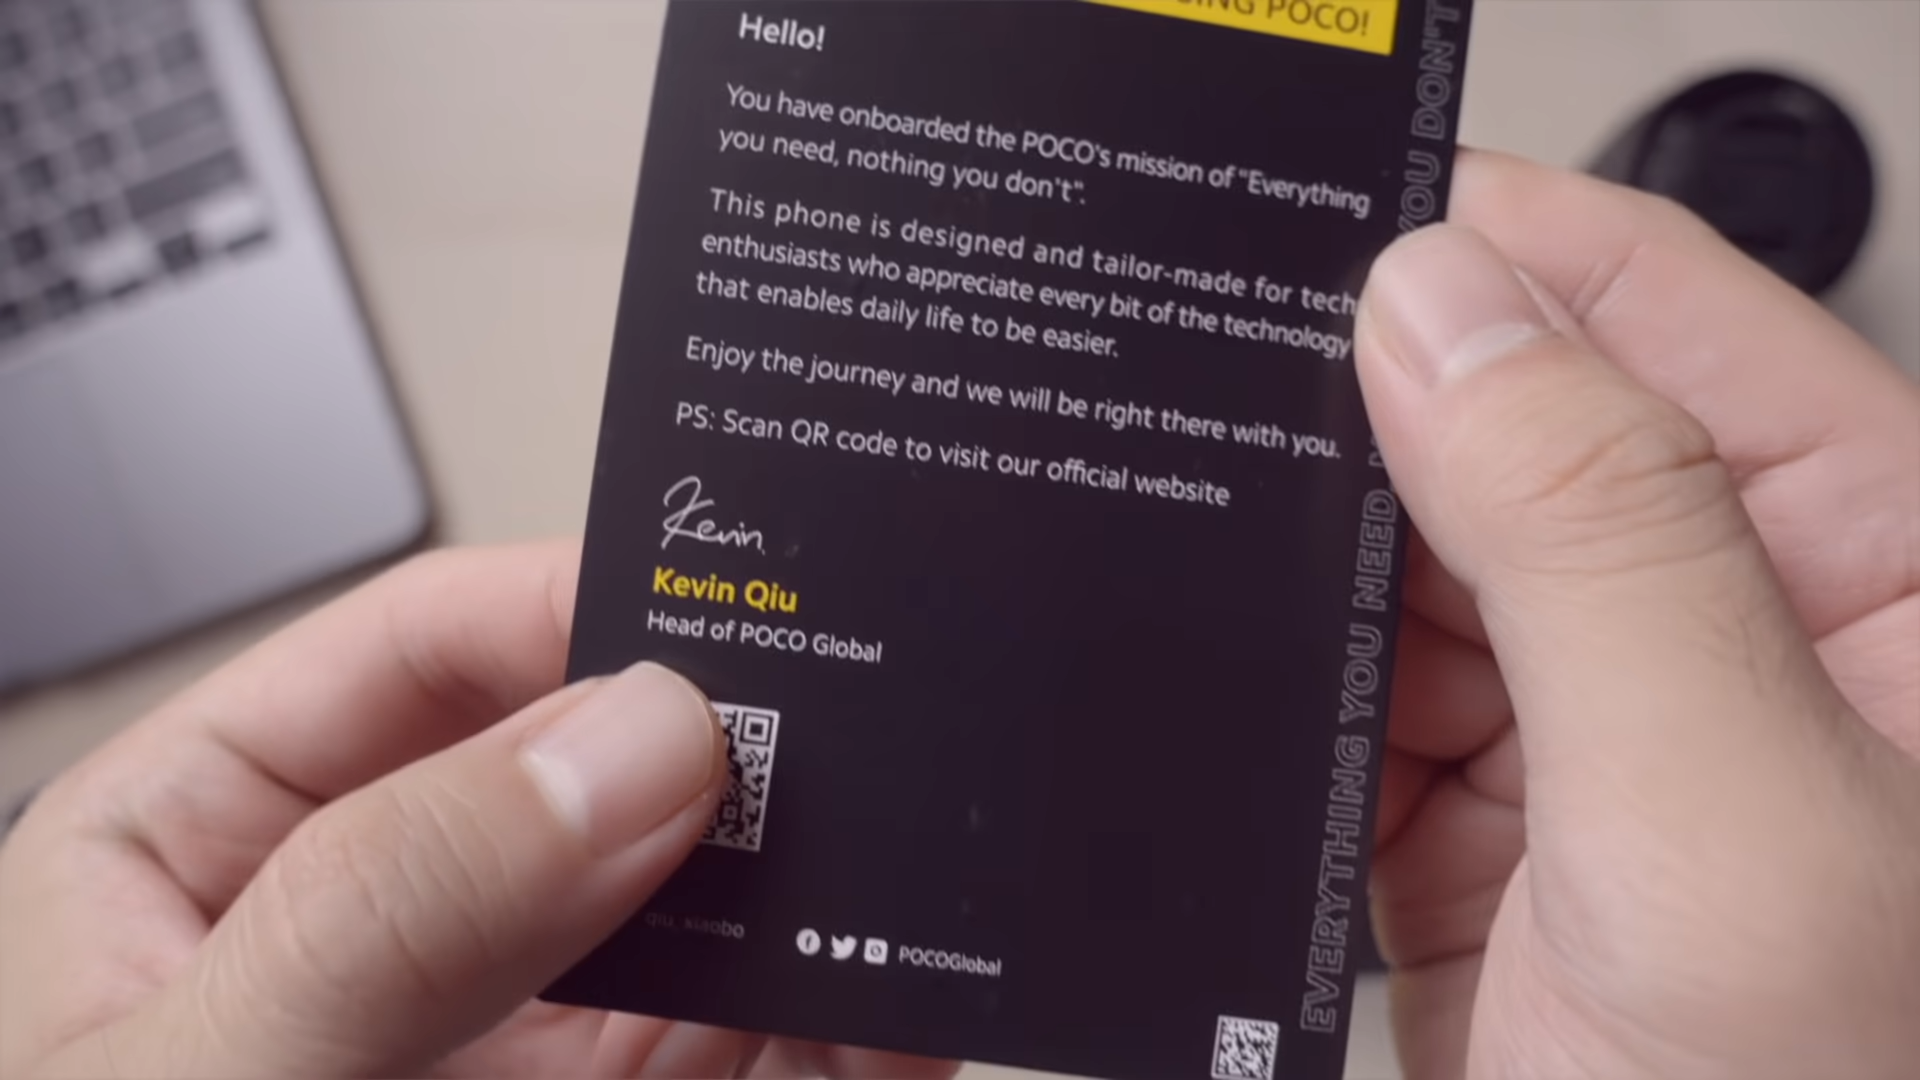 POCO!
Hello!
You have onboarded the POCO's mission of "Everything
you need, nothing you don't".
This phone is designed and tailor-made for tech
enthusiasts who appreciate every bit of the technology
that enables daily life to be easier.
Enjoy the journey and we will be right there with you.
PS: Scan QR code to visit our official website
Kevin
Kevin Qiu
Head of POCO Global
qiu_xiaobo
POCOGlobal
EVERYTHING YOU NEED
YOU DON'T